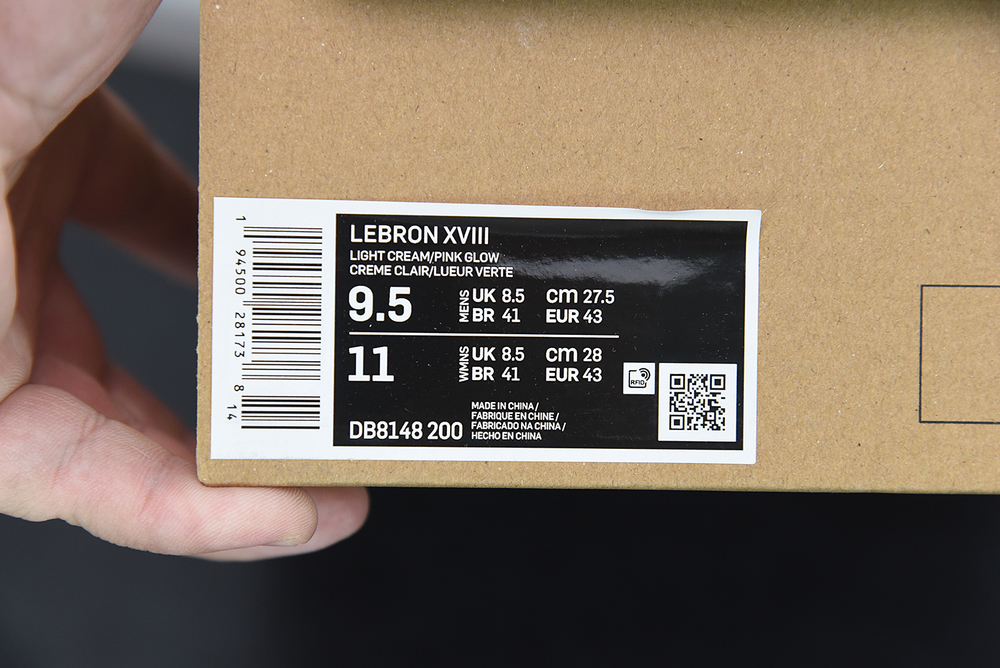 LEBRON XVIII
LIGHT CREAM/PINK GLOW
CREME CLAIR/LUEUR VERTE
9.5 MENS UK 8.5 cm 27.5
BR 41 EUR 43
11 WMNS UK 8.5 cm 28
BR 41 EUR 43
RFID
DB8148 200
MADE IN CHINA /
FABRIQUE EN CHINE /
FABRICADO NA CHINA /
HECHO EN CHINA
1 94500 28173 8 14